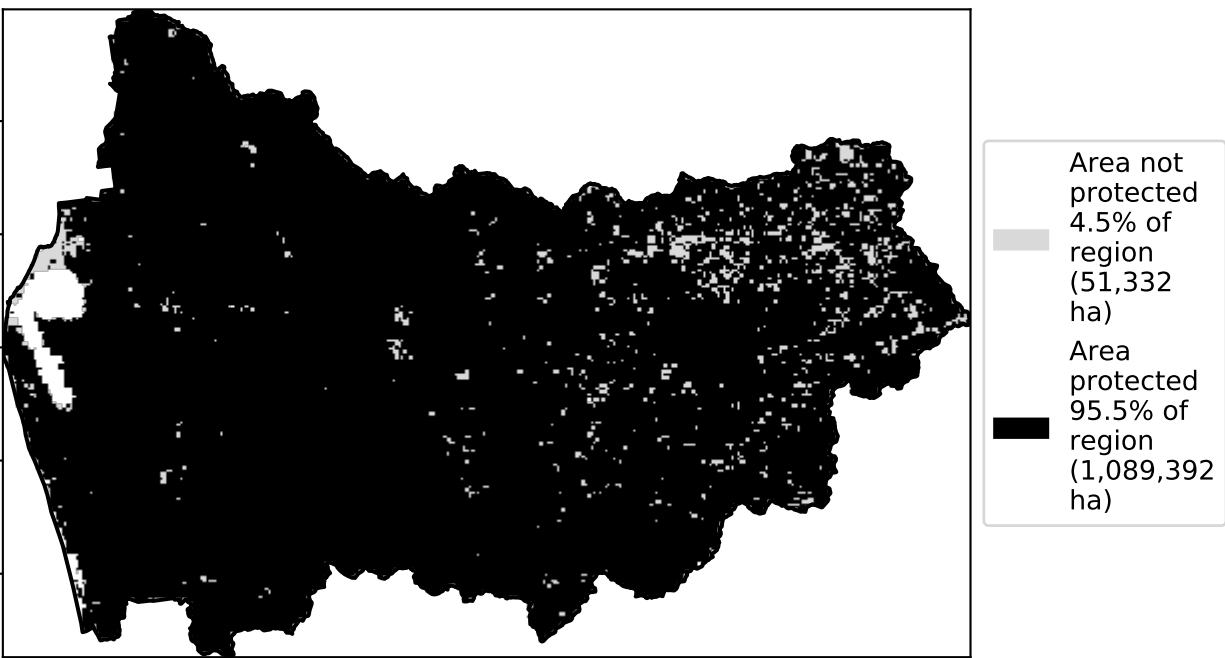 Area not
protected
4.5% of
region
(51,332
ha)
Area
protected
95.5% of
region
(1,089,392
ha)